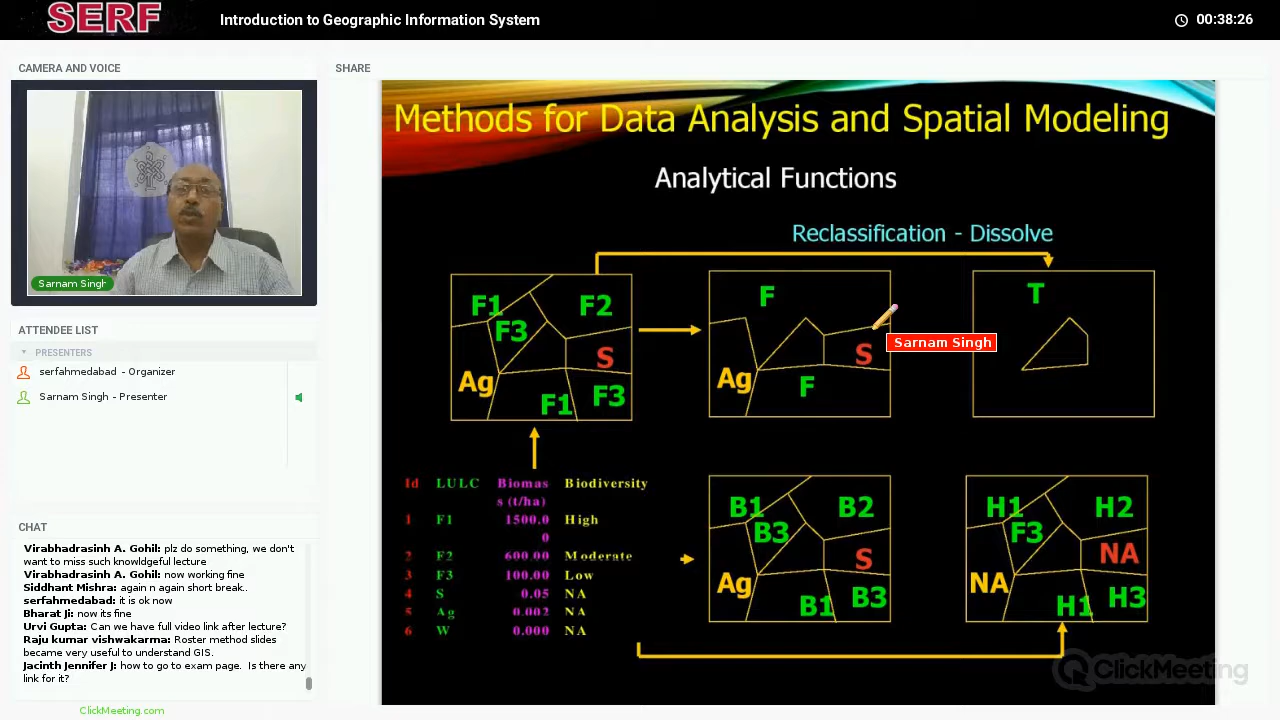 SERF
Introduction to Geographic Information System
00:38:26
CAMERA AND VOICE
Sarnam Singh
ATTENDEE LIST
PRESENTERS
serfahmedabad - Organizer
Sarnam Singh - Presenter
CHAT
Virabhadrasinh A. Gohil: plz do something, we don't
want to miss such knowldgeful lecture
Virabhadrasinh A. Gohil: now working fine
Siddhant Mishra: again n again short break..
serfahmedabad: it is ok now
Bharat Ji: now its fine
Urvi Gupta: Can we have full video link after lecture?
Raju kumar vishwakarma: Roster method slides
became very useful to understand GIS.
Jacinth Jennifer J: how to go to exam page. Is there any
link for it?
ClickMeeting.com
SHARE
Methods for Data Analysis and Spatial Modeling
Analytical Functions
Reclassification - Dissolve
F1 F2
F3
S
Ag
F1 F3
F
S
Ag
F
Sarnam Singh
T
Id LULC Biomas Biodiversity
s (t/ha)
1 F1 1500.0 High
0
2 F2 600.00 Moderate
3 F3 100.00 Low
4 S 0.05 NA
5 Ag 0.002 NA
6 W 0.000 NA
B1 B2
B3
S
Ag
B1 B3
H1 H2
F3
NA
NA
H1 H3
ClickMeeting